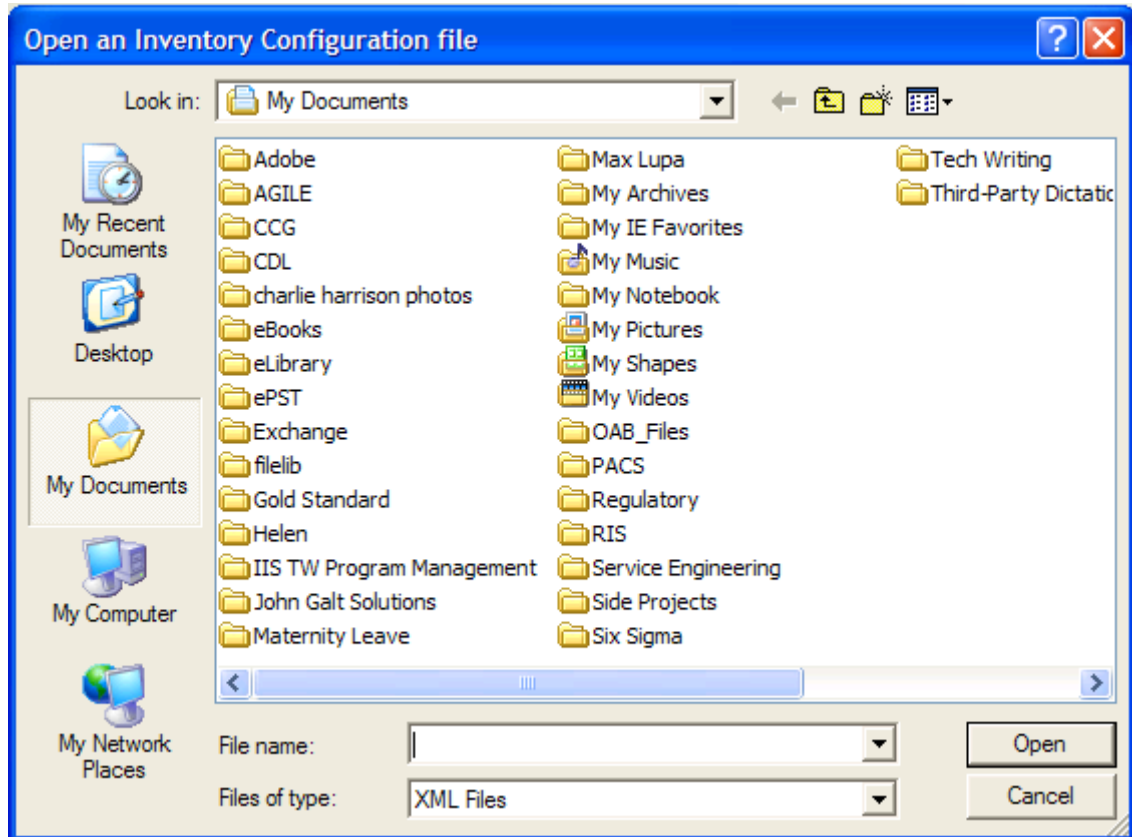 Open an Inventory Configuration file
Look in:
My Documents
My Recent
Documents
Desktop
My Documents
My Computer
My Network
Places
Adobe
AGILE
CCG
CDL
charlie harrison photos
eBooks
eLibrary
ePST
Exchange
filelib
Gold Standard
Helen
IIS TW Program Management
John Galt Solutions
Maternity Leave
Max Lupa
My Archives
My IE Favorites
My Music
My Notebook
My Pictures
My Shapes
My Videos
OAB_Files
PACS
Regulatory
RIS
Service Engineering
Side Projects
Six Sigma
Tech Writing
Third-Party Dictatic
File name:
Open
Files of type:
XML Files
Cancel